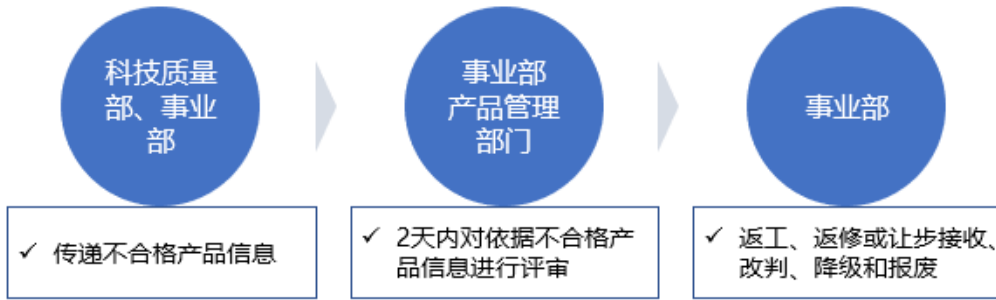 科技质量
部、事业
部
✓ 传递不合格产品信息
事业部
产品管理
部门
✓ 2天内对依据不合格产
品信息进行评审
事业部
✓ 返工、返修或让步接收、
改判、降级和报废